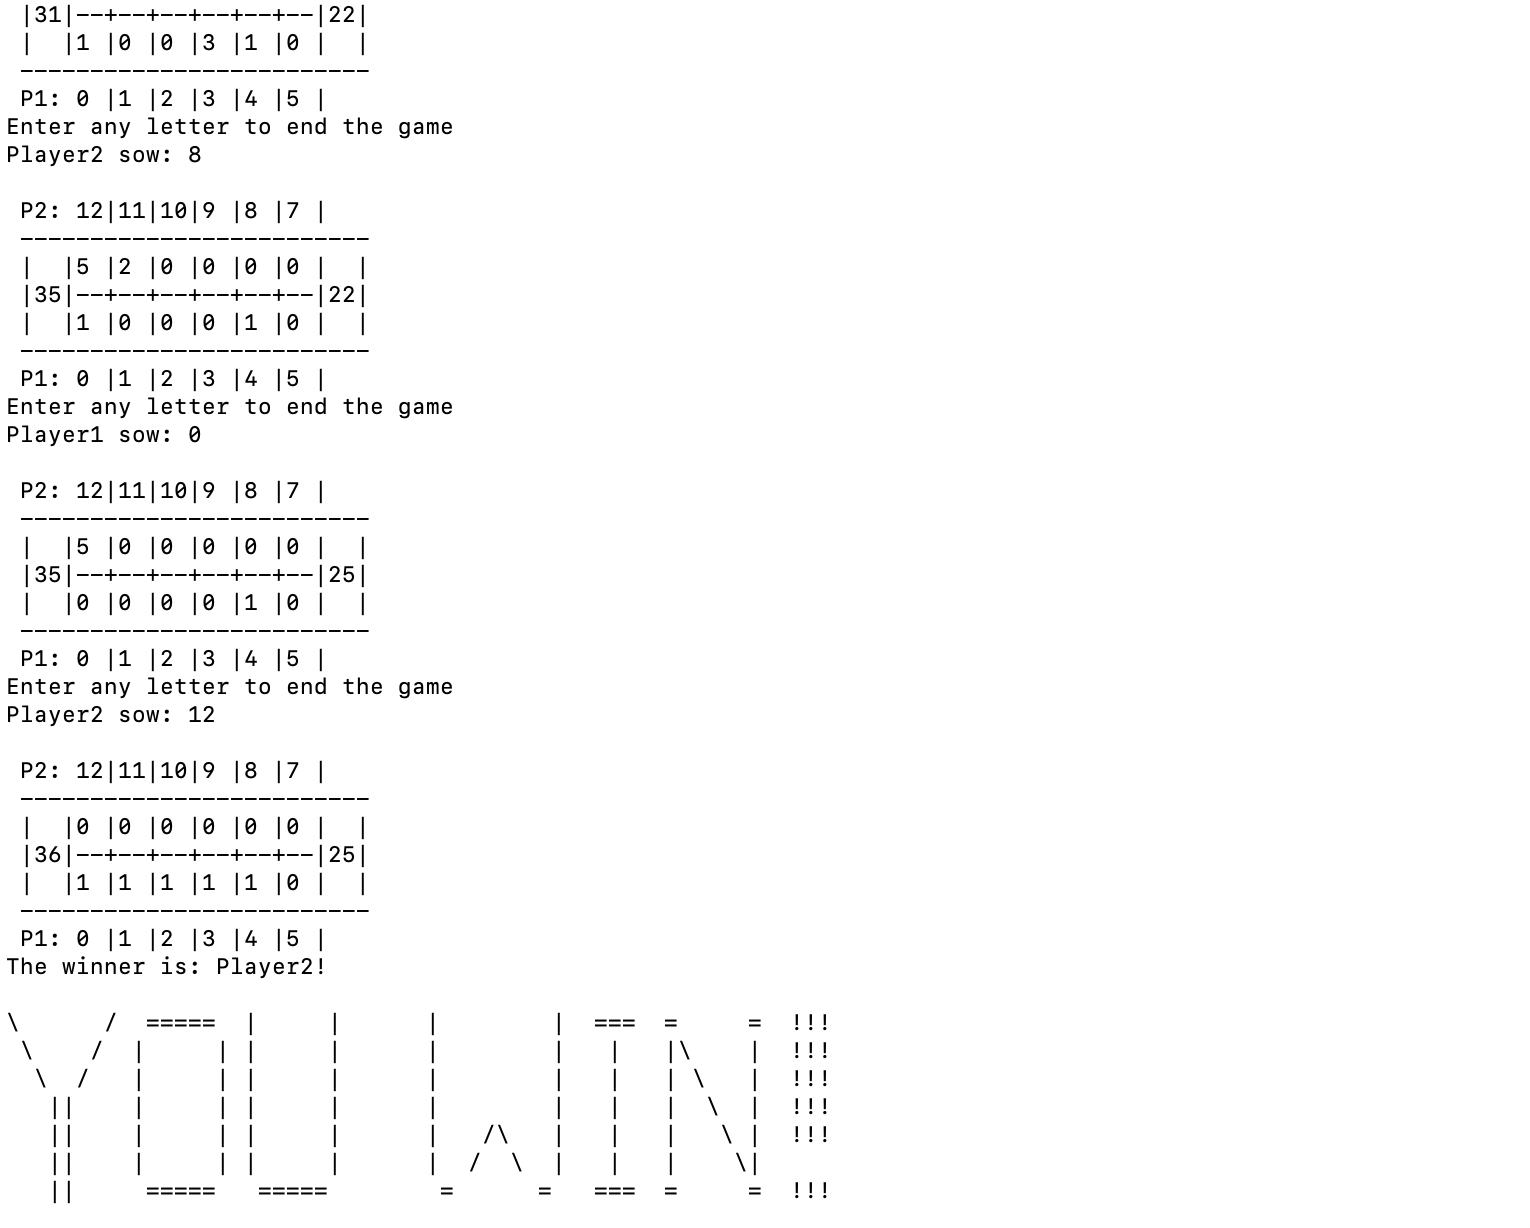 |31|––+––+––+––+––+––|22|
 |  |1 |0 |0 |3 |1 |0 |  |
 –––––––––––––––––––––––––
 P1: 0 |1 |2 |3 |4 |5 |
Enter any letter to end the game
Player2 sow: 8

 P2: 12|11|10|9 |8 |7 |
 –––––––––––––––––––––––––
 |  |5 |2 |0 |0 |0 |0 |  |
 |35|––+––+––+––+––+––|22|
 |  |1 |0 |0 |0 |1 |0 |  |
 –––––––––––––––––––––––––
 P1: 0 |1 |2 |3 |4 |5 |
Enter any letter to end the game
Player1 sow: 0

 P2: 12|11|10|9 |8 |7 |
 –––––––––––––––––––––––––
 |  |5 |0 |0 |0 |0 |0 |  |
 |35|––+––+––+––+––+––|25|
 |  |0 |0 |0 |0 |1 |0 |  |
 –––––––––––––––––––––––––
 P1: 0 |1 |2 |3 |4 |5 |
Enter any letter to end the game
Player2 sow: 12

 P2: 12|11|10|9 |8 |7 |
 –––––––––––––––––––––––––
 |  |0 |0 |0 |0 |0 |0 |  |
 |36|––+––+––+––+––+––|25|
 |  |1 |1 |1 |1 |1 |0 |  |
 –––––––––––––––––––––––––
 P1: 0 |1 |2 |3 |4 |5 |
The winner is: Player2!

\      /  =====  |     |      |        |  ===  =     =  !!!
 \    /  |     | |     |      |        |   |   |\    |  !!!
  \  /   |     | |     |      |        |   |   | \   |  !!!
   ||    |     | |     |      |        |   |   |  \  |  !!!
   ||    |     | |     |      |   /\   |   |   |   \ |  !!!
   ||    |     | |     |      |  /  \  |   |   |    \|
   ||     =====   =====        =      =   ===  =     =  !!!